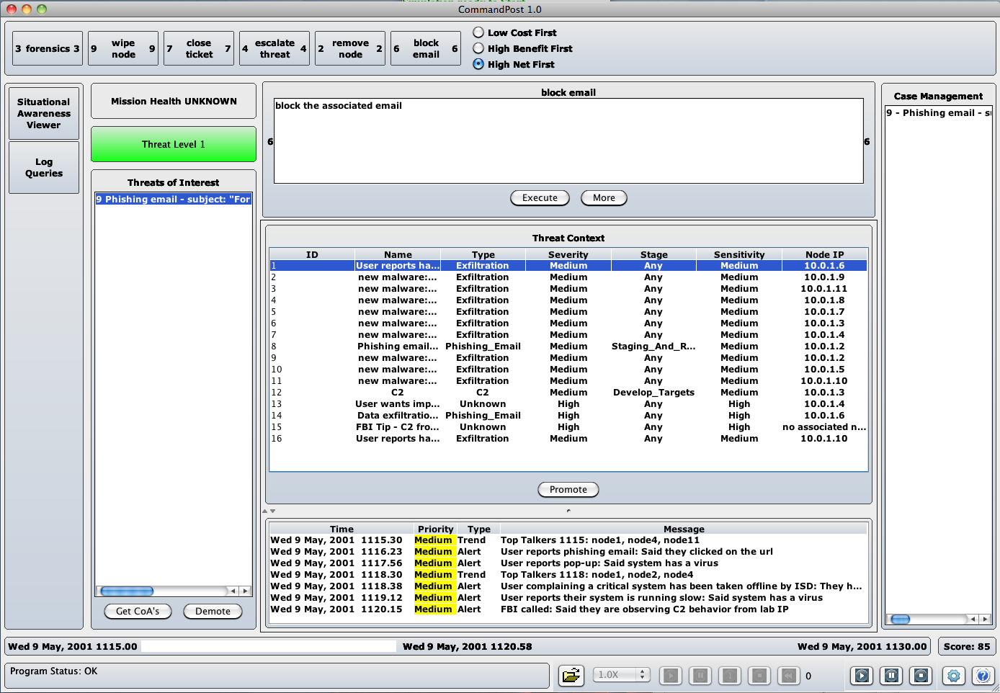 CommandPost 1.0
3 forensics 3
9 wipe node 9
7 close ticket 7
4 escalate threat 4
2 remove node 2
6 block email 6
Low Cost First
High Benefit First
High Net First
Situational
Awareness
Viewer
Log
Queries
Mission Health UNKNOWN
Threat Level 1
Threats of Interest
9 Phishing email - subject: "For
Get CoA's
Demote
block email
block the associated email
6 6
Execute
More
Threat Context
ID Name Type Severity Stage Sensitivity Node IP
1 User reports ha... Exfiltration Medium Any Medium 10.0.1.6
2 new malware:... Exfiltration Medium Any Medium 10.0.1.9
3 new malware:... Exfiltration Medium Any Medium 10.0.1.11
4 new malware:... Exfiltration Medium Any Medium 10.0.1.8
5 new malware:... Exfiltration Medium Any Medium 10.0.1.7
6 new malware:... Exfiltration Medium Any Medium 10.0.1.3
7 new malware:... Exfiltration Medium Any Medium 10.0.1.4
8 Phishing email... Phishing_Email Medium Staging_And_R... Medium 10.0.1.2
9 new malware:... Exfiltration Medium Any Medium 10.0.1.2
10 new malware:... Exfiltration Medium Any Medium 10.0.1.5
11 new malware:... Exfiltration Medium Any Medium 10.0.1.10
12 C2 C2 Medium Develop_Targets Medium 10.0.1.3
13 User wants imp... Unknown High Any High 10.0.1.4
14 Data exfiltratio... Phishing_Email High Any High 10.0.1.6
15 FBI Tip - C2 fro... Unknown High Any High no associated n...
16 User reports ha... Exfiltration Medium Any Medium 10.0.1.10
Promote
Time Priority Type Message
Wed 9 May, 2001 1115.30 Medium Trend Top Talkers 1115: node1, node4, node11
Wed 9 May, 2001 1116.23 Medium Alert User reports phishing email: Said they clicked on the url
Wed 9 May, 2001 1117.56 Medium Alert User reports pop-up: Said system has a virus
Wed 9 May, 2001 1118.30 Medium Trend Top Talkers 1118: node1, node2, node4
Wed 9 May, 2001 1118.38 Medium Alert User complaining a critical system has been taken offline by ISD: They h...
Wed 9 May, 2001 1119.12 Medium Alert User reports their system is running slow: Said system has a virus
Wed 9 May, 2001 1120.15 Medium Alert FBI called: Said they are observing C2 behavior from lab IP
Case Management
9 - Phishing email - s
Wed 9 May, 2001 1115.00 Wed 9 May, 2001 1120.58 Wed 9 May, 2001 1130.00 Score: 85
Program Status: OK
1.0X
0